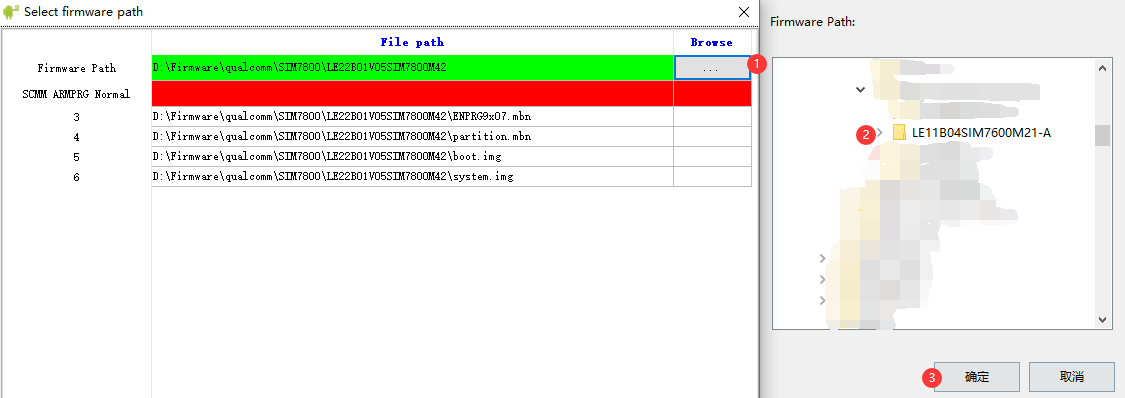 Select firmware path
File path Browse
Firmware Path D:\Firmware\qualcomm\SIM7800\LE22B01V05SIM7800M42 ... 1
SCMM ARMPRG Normal
3 D:\Firmware\qualcomm\SIM7800\LE22B01V05SIM7800M42\ENPRG9x07.mbn
4 D:\Firmware\qualcomm\SIM7800\LE22B01V05SIM7800M42\partition.mbn
5 D:\Firmware\qualcomm\SIM7800\LE22B01V05SIM7800M42\boot.img
6 D:\Firmware\qualcomm\SIM7800\LE22B01V05SIM7800M42\system.img
Firmware Path:
2 LE11B04SIM7600M21-A
3 确定 取消